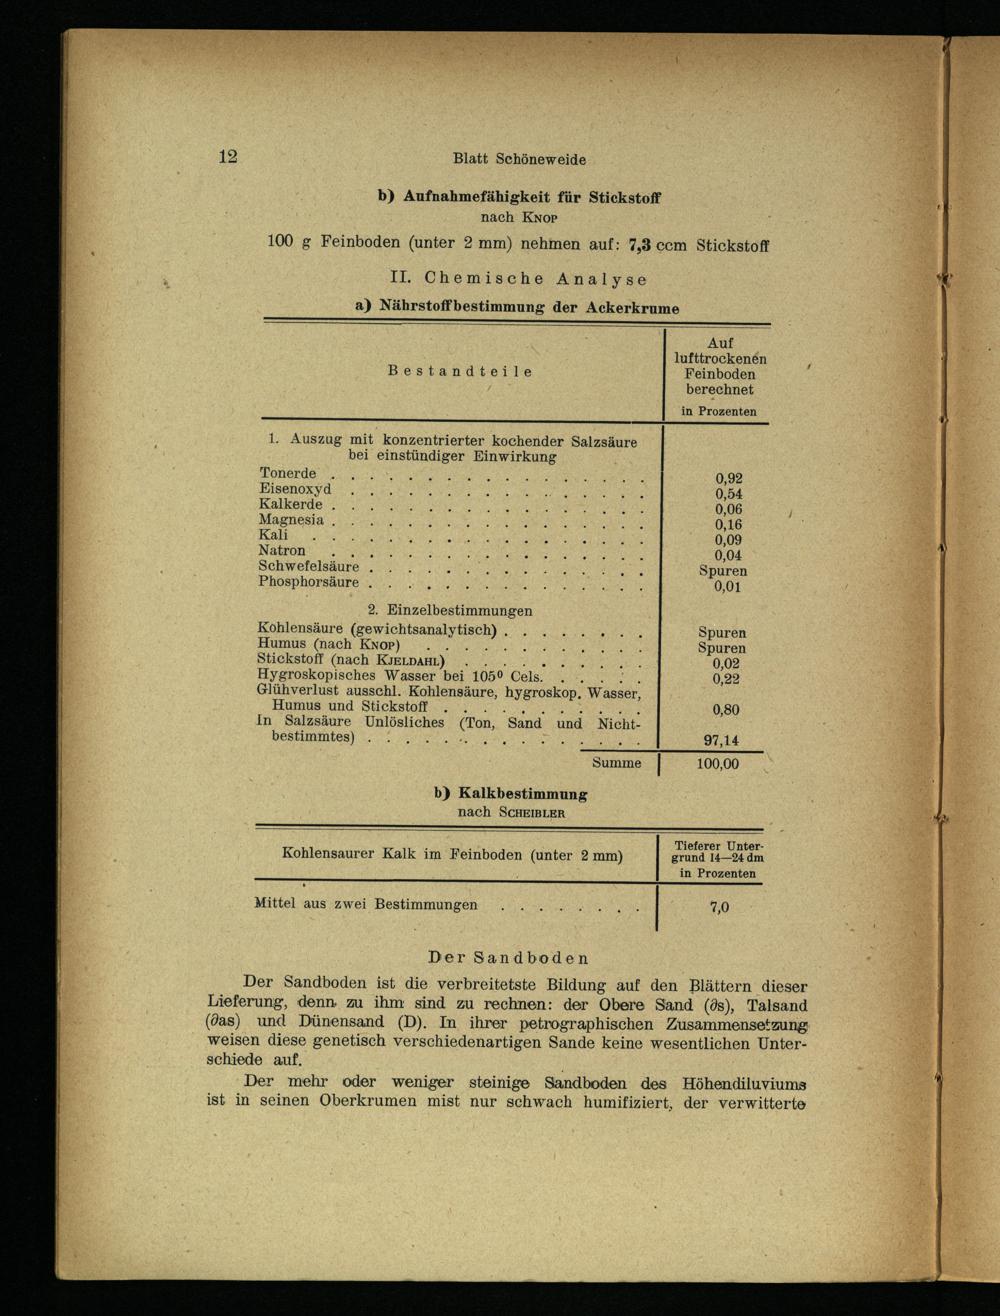 12
Blatt Schöneweide
b) Aufnahmefähigkeit für Stickstoff
nach KNOP
100 g Feinboden (unter 2 mm) nehmen auf: 7,3 ccm Stickstoff
II. Chemische Analyse
a) Nährstoffbestimmung der Ackerkrume
Bestandteile
Auf
lufttrockenen
Feinboden
berechnet
in Prozenten
1. Auszug mit konzentrierter kochender Salzsäure
bei einstündiger Einwirkung
Tonerde . . . . . . . . . . . . . . . . . 0,92
Eisenoxyd . . . . . . . . . . . . . . . . 0,54
Kalkerde . . . . . . . . . . . . . . . . . 0,06
Magnesia . . . . . . . . . . . . . . . . . 0,16
Kali . . . . . . . . . . . . . . . . . . 0,09
Natron . . . . . . . . . . . . . . . . . 0,04
Schwefelsäure . . . . . . . . . . . . . . . Spuren
Phosphorsäure . . . . . . . . . . . . . . . 0,01
2. Einzelbestimmungen
Kohlensäure (gewichtsanalytisch) . . . . . . . . Spuren
Humus (nach KNOP) . . . . . . . . . . . . Spuren
Stickstoff (nach KJELDAHL) . . . . . . . . . . 0,02
Hygroskopisches Wasser bei 105⁰ Cels. . . . . . 0,22
Glühverlust ausschl. Kohlensäure, hygroskop. Wasser,
Humus und Stickstoff . . . . . . . . . . . 0,80
In Salzsäure Unlösliches (Ton, Sand und Nicht-
bestimmtes) . . . . . . . . . . . . . . . 97,14
Summe 100,00
b) Kalkbestimmung
nach SCHEIBLER
Kohlensaurer Kalk im Feinboden (unter 2 mm)
Tieferer Unter-
grund 14—24 dm
in Prozenten
Mittel aus zwei Bestimmungen . . . . . . . . 7,0
Der Sandboden
Der Sandboden ist die verbreitetste Bildung auf den Blättern dieser
Lieferung, denn zu ihm sind zu rechnen: der Obere Sand (∂s), Talsand
(∂as) und Dünensand (D). In ihrer petrographischen Zusammensetzung
weisen diese genetisch verschiedenartigen Sande keine wesentlichen Unter-
schiede auf.
Der mehr oder weniger steinige Sandboden des Höhendiluviums
ist in seinen Oberkrumen mist nur schwach humifiziert, der verwitterte